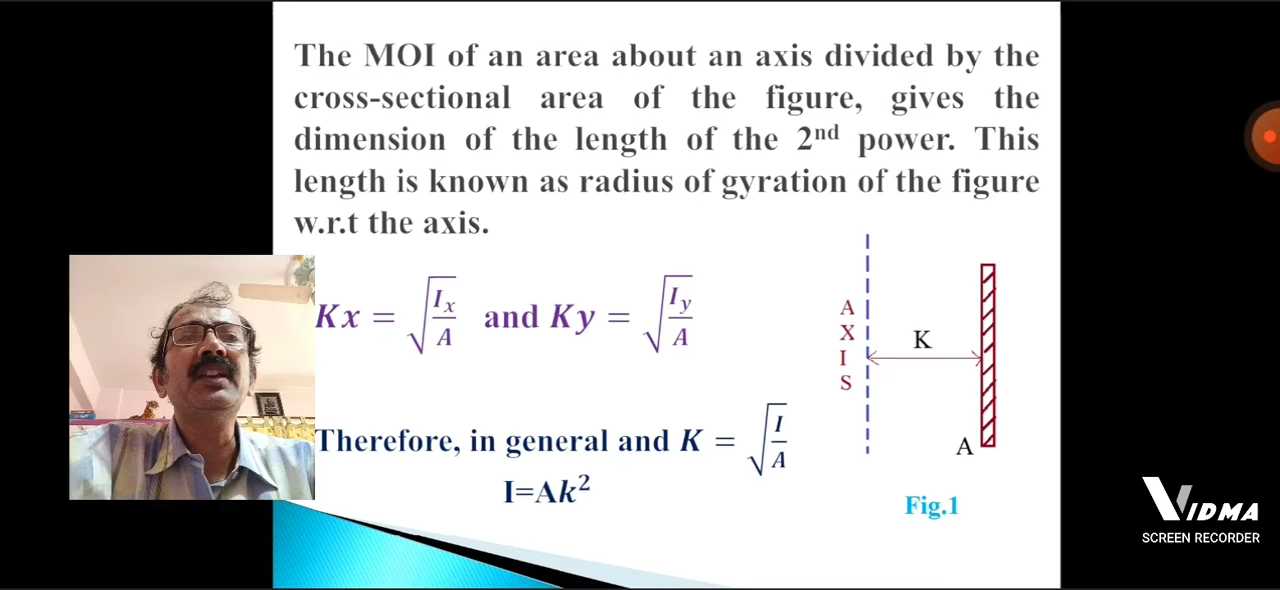 The MOI of an area about an axis divided by the
cross-sectional area of the figure, gives the
dimension of the length of the 2nd power. This
length is known as radius of gyration of the figure
w.r.t the axis.
Kx = √(I_x/A) and Ky = √(I_y/A)
A
X
I
S
K
A
Therefore, in general and K = √(I/A)
I=Ak²
Fig.1
VIDMA
SCREEN RECORDER